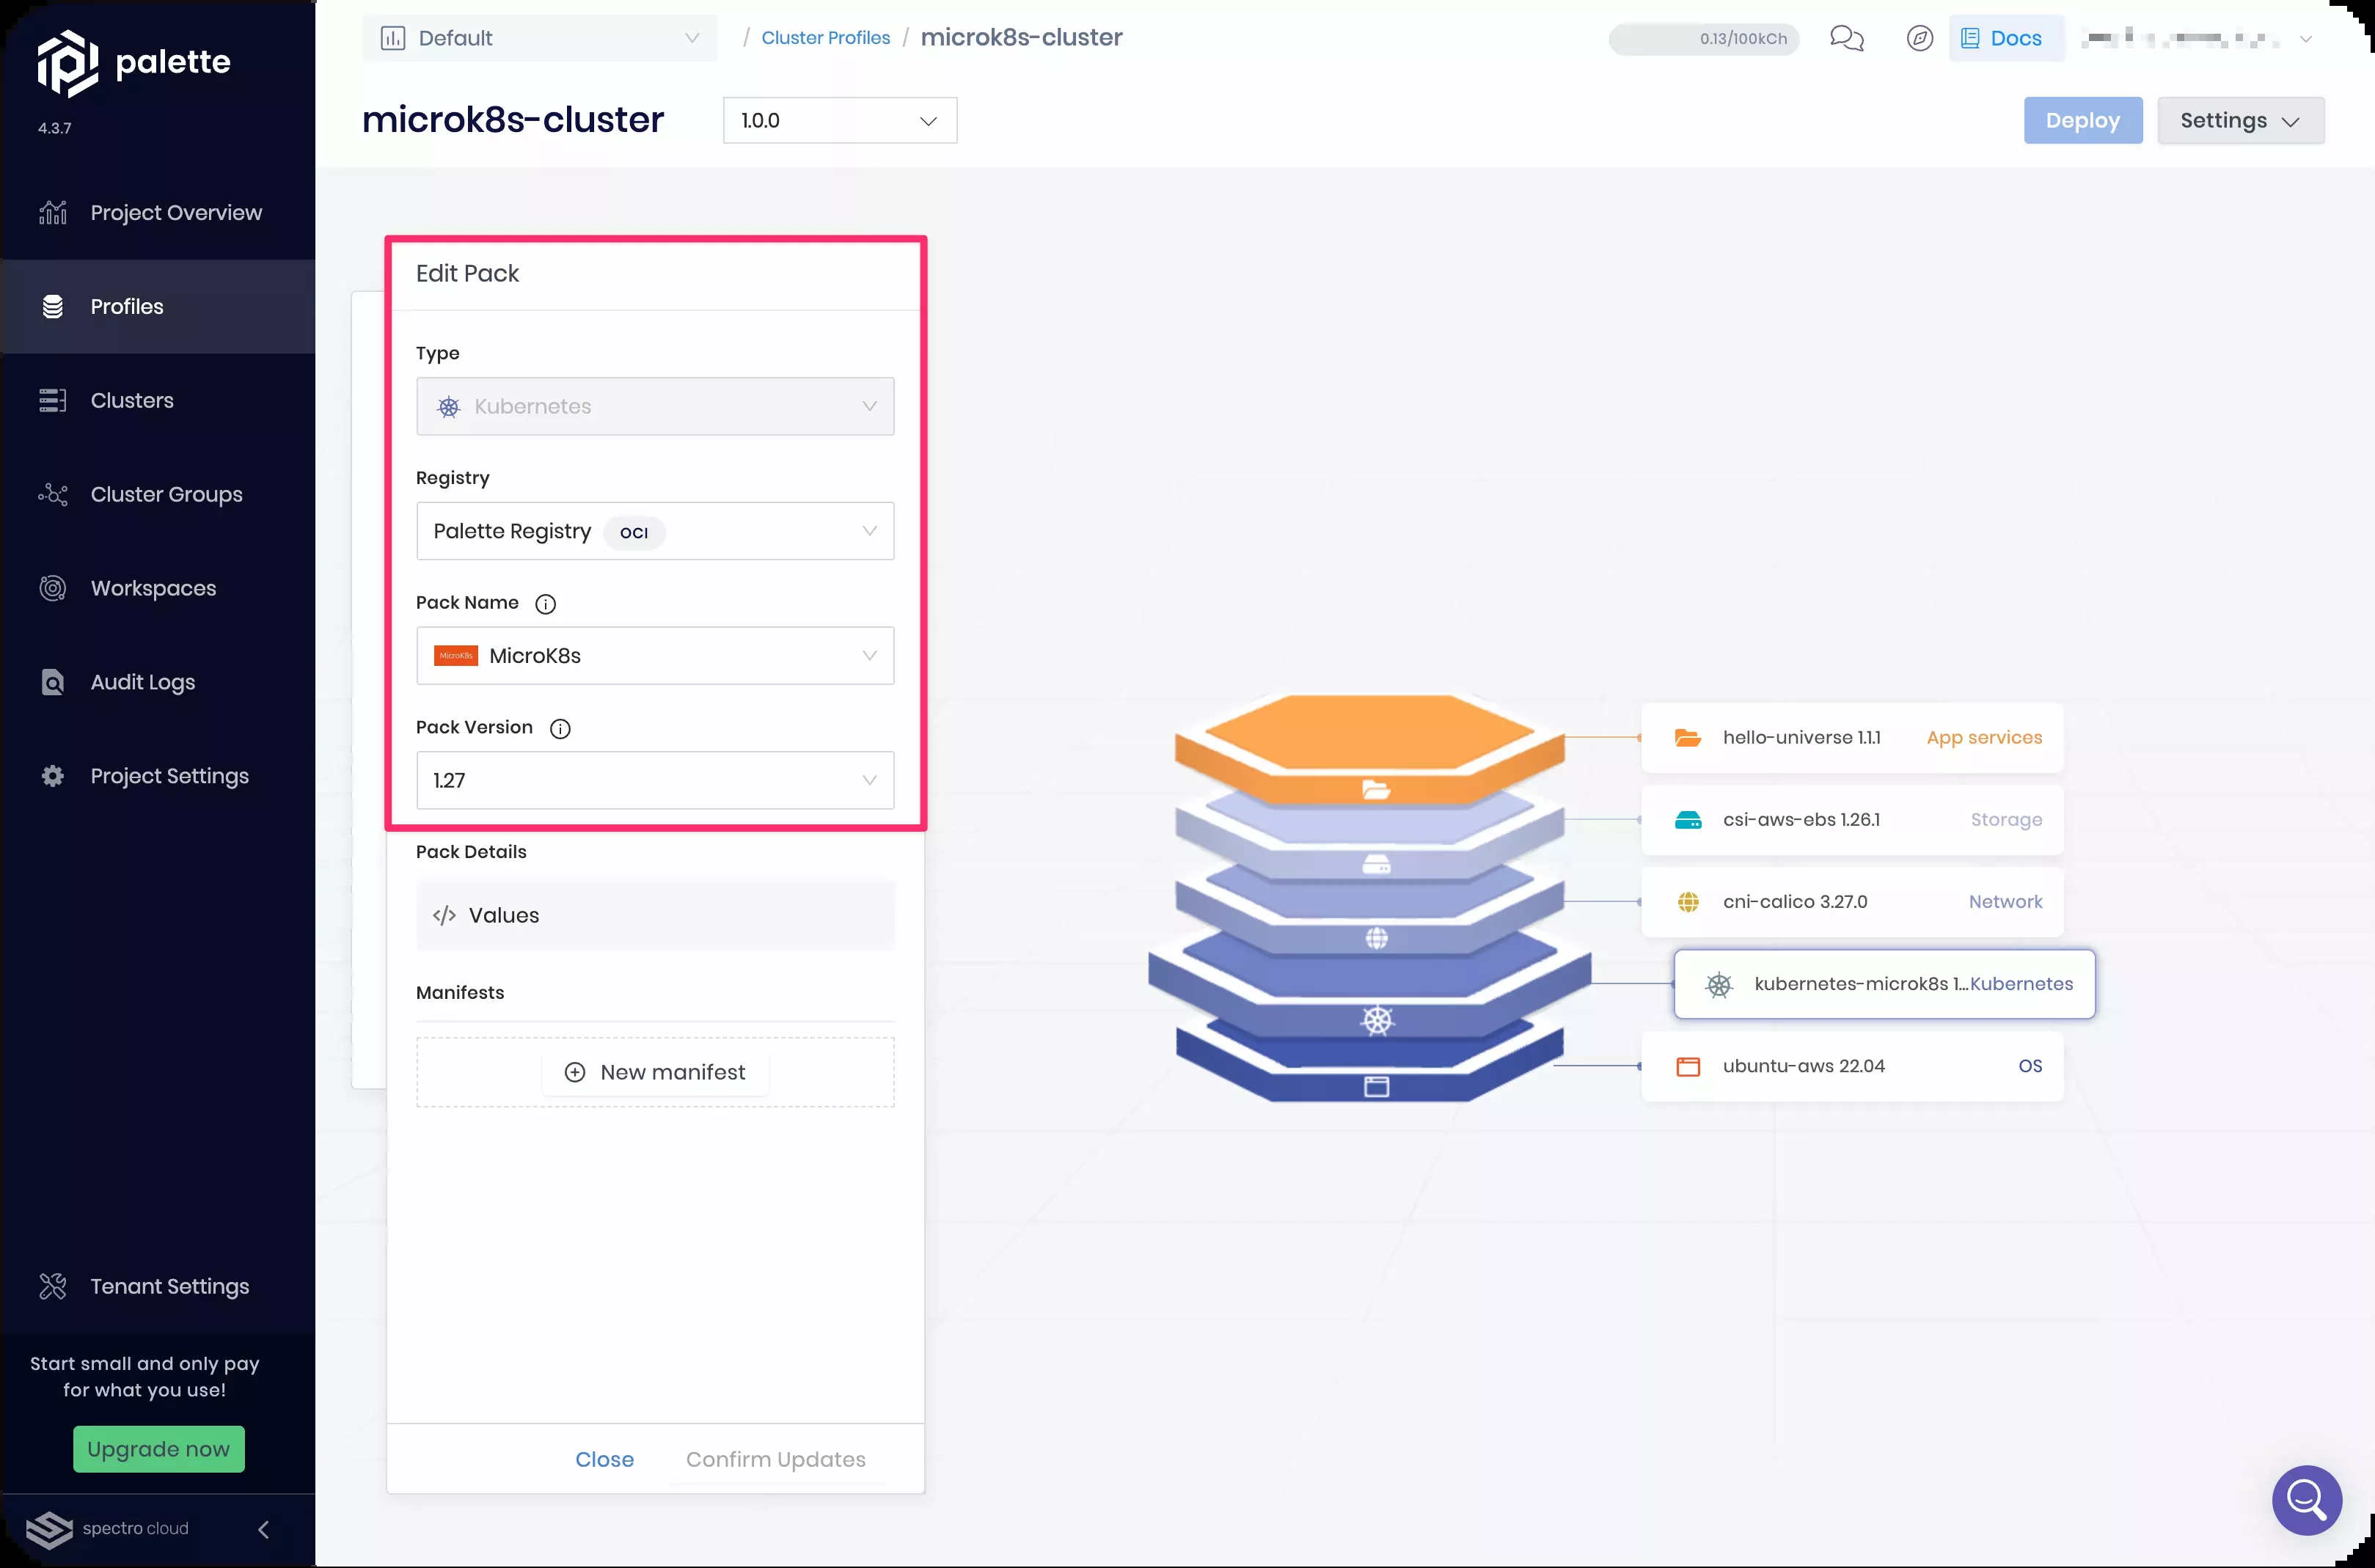 palette
4.3.7
Project Overview
Profiles
Clusters
Cluster Groups
Workspaces
Audit Logs
Project Settings
Tenant Settings
Start small and only pay
for what you use!
Upgrade now
spectro cloud
Default
/ Cluster Profiles / microk8s-cluster
0.13/100kCh
Docs
microk8s-cluster
1.0.0
Deploy
Settings
Edit Pack
Type
Kubernetes
Registry
Palette Registry OCI
Pack Name
MicroK8s MicroK8s
Pack Version
1.27
Pack Details
</> Values
Manifests
New manifest
Close
Confirm Updates
hello-universe 1.1.1 App services
csi-aws-ebs 1.26.1 Storage
cni-calico 3.27.0 Network
kubernetes-microk8s 1... Kubernetes
ubuntu-aws 22.04 OS